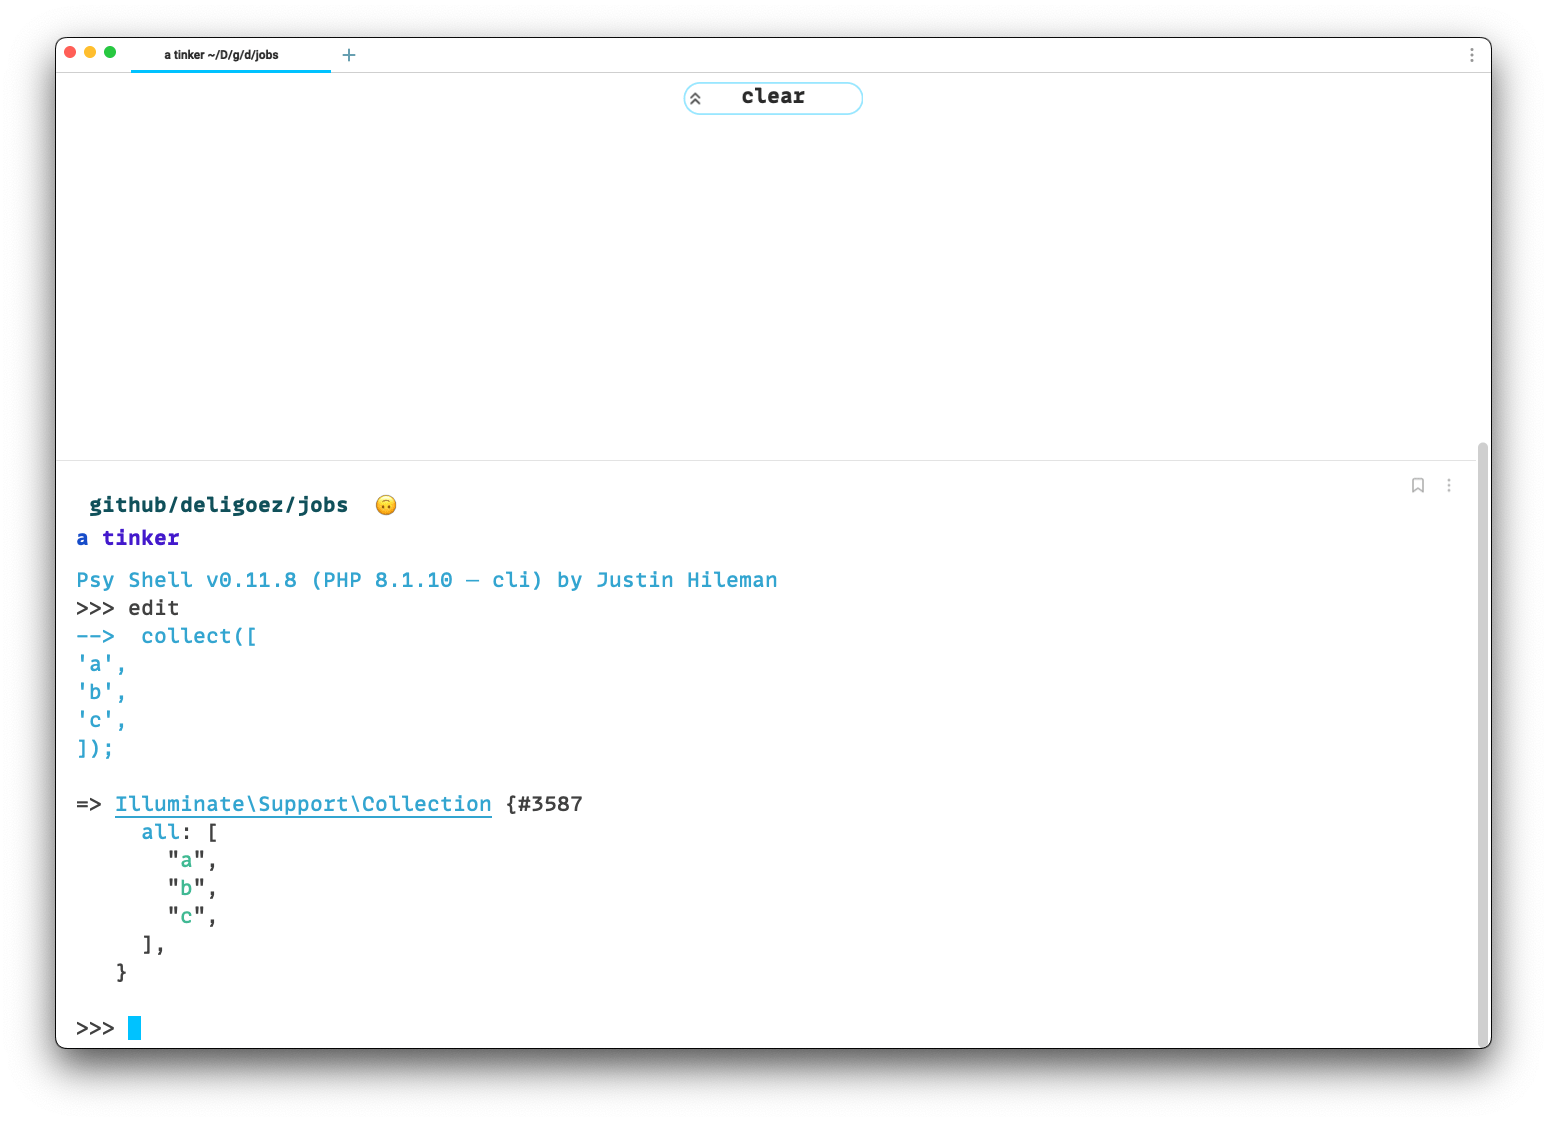 a tinker ~/D/g/d/jobs
clear
github/deligoez/jobs 🙃
a tinker
Psy Shell v0.11.8 (PHP 8.1.10 — cli) by Justin Hileman
>>> edit
-->  collect([
'a',
'b',
'c',
]);
=> Illuminate\Support\Collection {#3587
     all: [
       "a",
       "b",
       "c",
     ],
   }
>>>